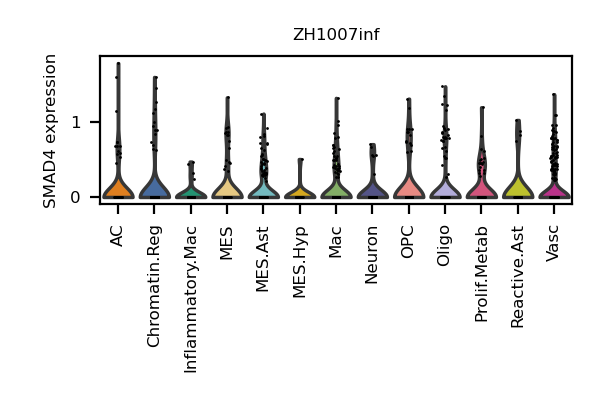 ZH1007inf
SMAD4 expression
1
0
AC
Chromatin.Reg
Inflammatory.Mac
MES
MES.Ast
MES.Hyp
Mac
Neuron
OPC
Oligo
Prolif.Metab
Reactive.Ast
Vasc